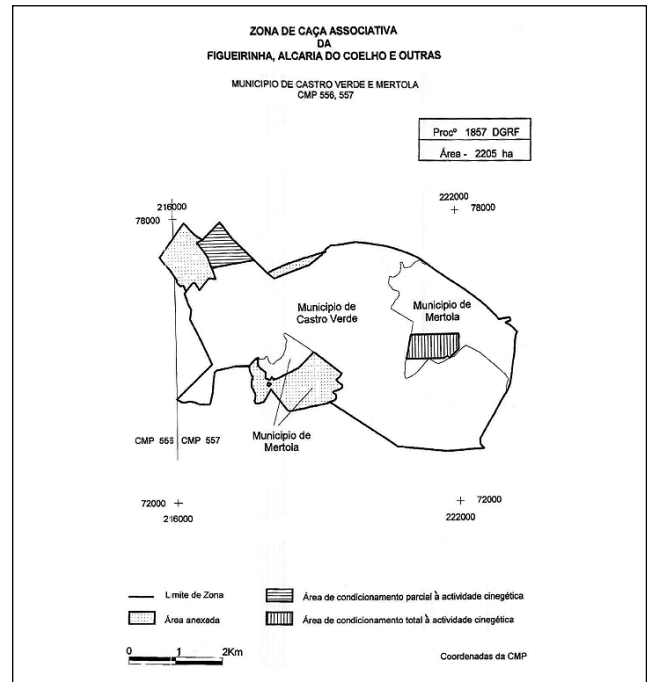 ZONA DE CAÇA ASSOCIATIVA
DA
FIGUEIRINHA, ALCARIA DO COELHO E OUTRAS
MUNICIPIO DE CASTRO VERDE E MERTOLA
CMP 556, 557
Procº 1857 DGRF
Área - 2205 ha
216000
78000
222000
78000
Municipio de
Castro Verde
Municipio de
Mertola
Municipio de
Mertola
CMP 556
CMP 557
72000
216000
72000
222000
Limite de Zona
Área de condicionamento parcial à actividade cinegética
Área anexada
Área de condicionamento total à actividade cinegética
0 1 2Km
Coordenadas da CMP